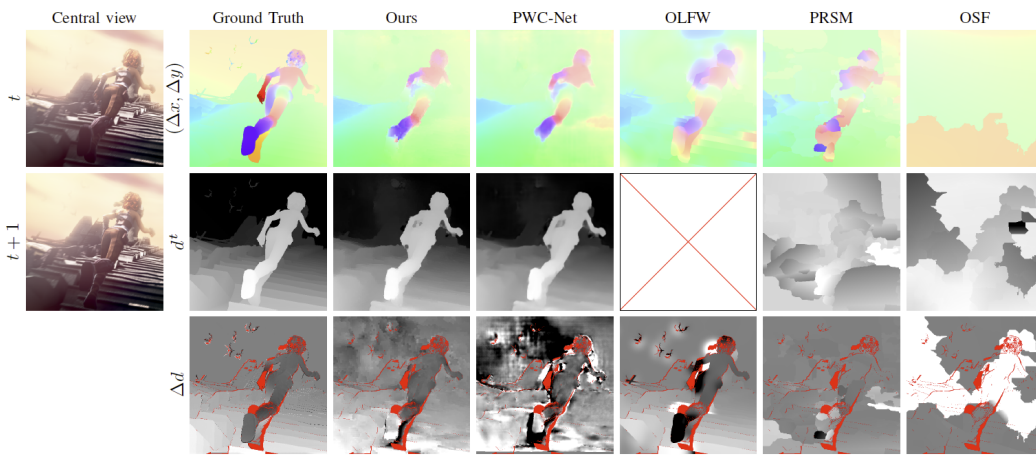 Central view Ground Truth Ours PWC-Net OLFW PRSM OSF
t
(Δx, Δy)
t + 1
d^t
Δd